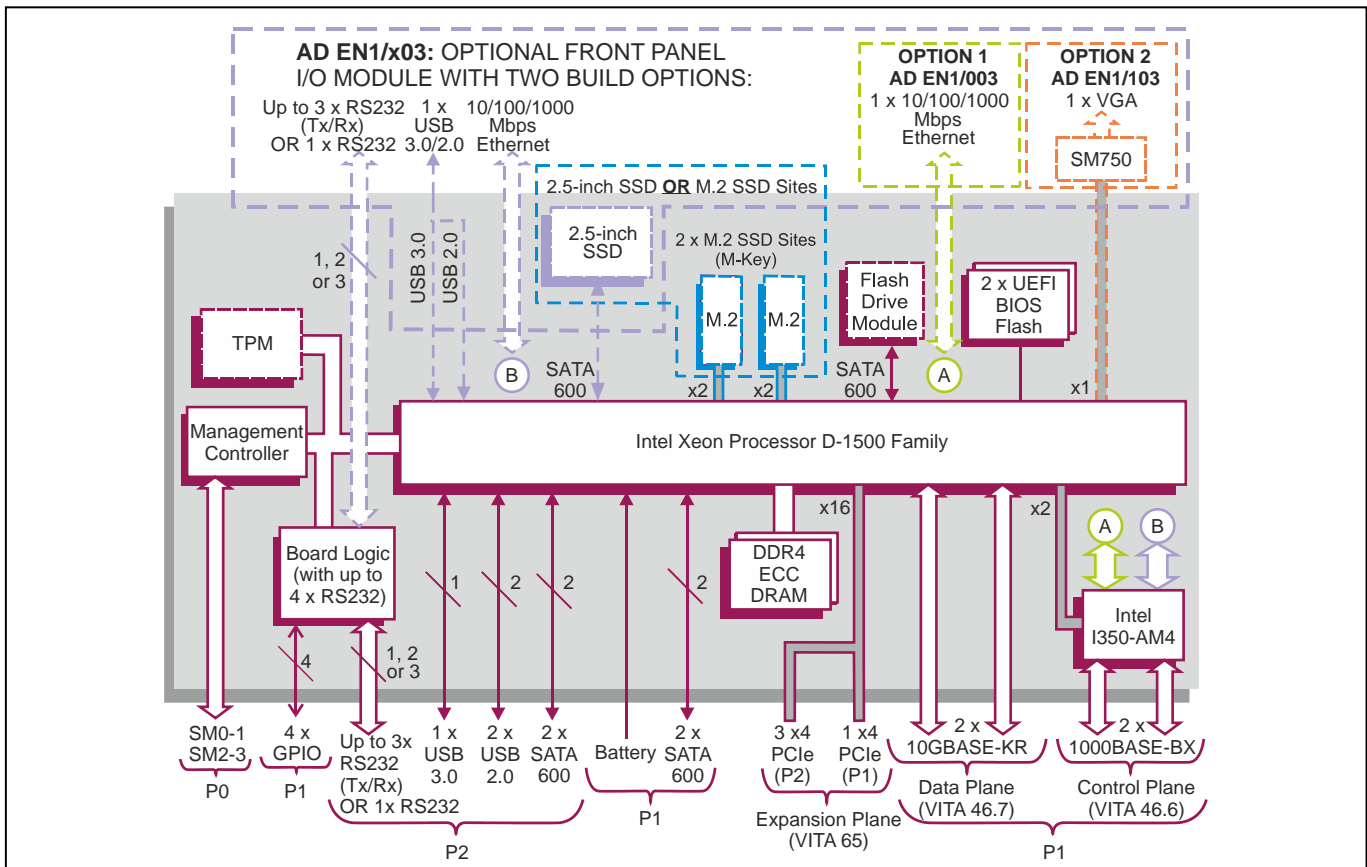 AD EN1/x03: OPTIONAL FRONT PANEL
I/O MODULE WITH TWO BUILD OPTIONS:
Up to 3 x RS232
(Tx/Rx)
OR 1 x RS232
1 x
USB
3.0/2.0
10/100/1000
Mbps
Ethernet
OPTION 1
AD EN1/003
1 x 10/100/1000
Mbps
Ethernet
OPTION 2
AD EN1/103
1 x VGA
SM750
2.5-inch SSD OR M.2 SSD Sites
2.5-inch
SSD
2 x M.2 SSD Sites
(M-Key)
M.2
M.2
1, 2
or 3
USB 3.0
USB 2.0
Flash
Drive
Module
2 x UEFI
BIOS
Flash
TPM
B
SATA
600
x2
x2
SATA
600
A
x1
Management
Controller
Intel Xeon Processor D-1500 Family
x16
x2
A
B
Board Logic
(with up to
4 x RS232)
1
2
2
2
DDR4
ECC
DRAM
Intel
I350-AM4
4
1, 2
or 3
SM0-1
SM2-3
P0
4 x
GPIO
P1
Up to 3x
RS232
(Tx/Rx)
OR 1x RS232
1 x
USB
3.0
2 x
USB
2.0
2 x
SATA
600
P2
Battery
2 x
SATA
600
P1
3 x4
PCIe
(P2)
1 x4
PCIe
(P1)
Expansion Plane
(VITA 65)
2 x
10GBASE-KR
Data Plane
(VITA 46.7)
2 x
1000BASE-BX
Control Plane
(VITA 46.6)
P1